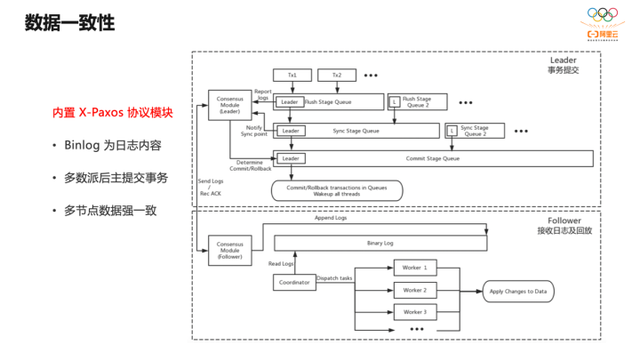 数据一致性
阿里云
内置 X-Paxos 协议模块
• Binlog 为日志内容
• 多数派后主提交事务
• 多节点数据强一致
Leader
事务提交
Tx1
Tx2
Report
logs
Consensus
Module
(Leader)
Leader
Flush Stage Queue
L
Flush Stage
Queue 2
Notify
Sync point
Leader
Sync Stage Queue
L
Sync Stage
Queue 2
Leader
Commit Stage Queue
Determine
Commit/Rollback
Send Logs
/
Rec ACK
Commit/Rollback transactions in Queues
Wakeup all threads
Follower
接收日志及回放
Append Logs
Consensus
Module
(Follower)
Binary Log
Read Logs
Coordinator
Dispatch tasks
Worker 1
Worker 2
Worker 3
Apply Changes to Data